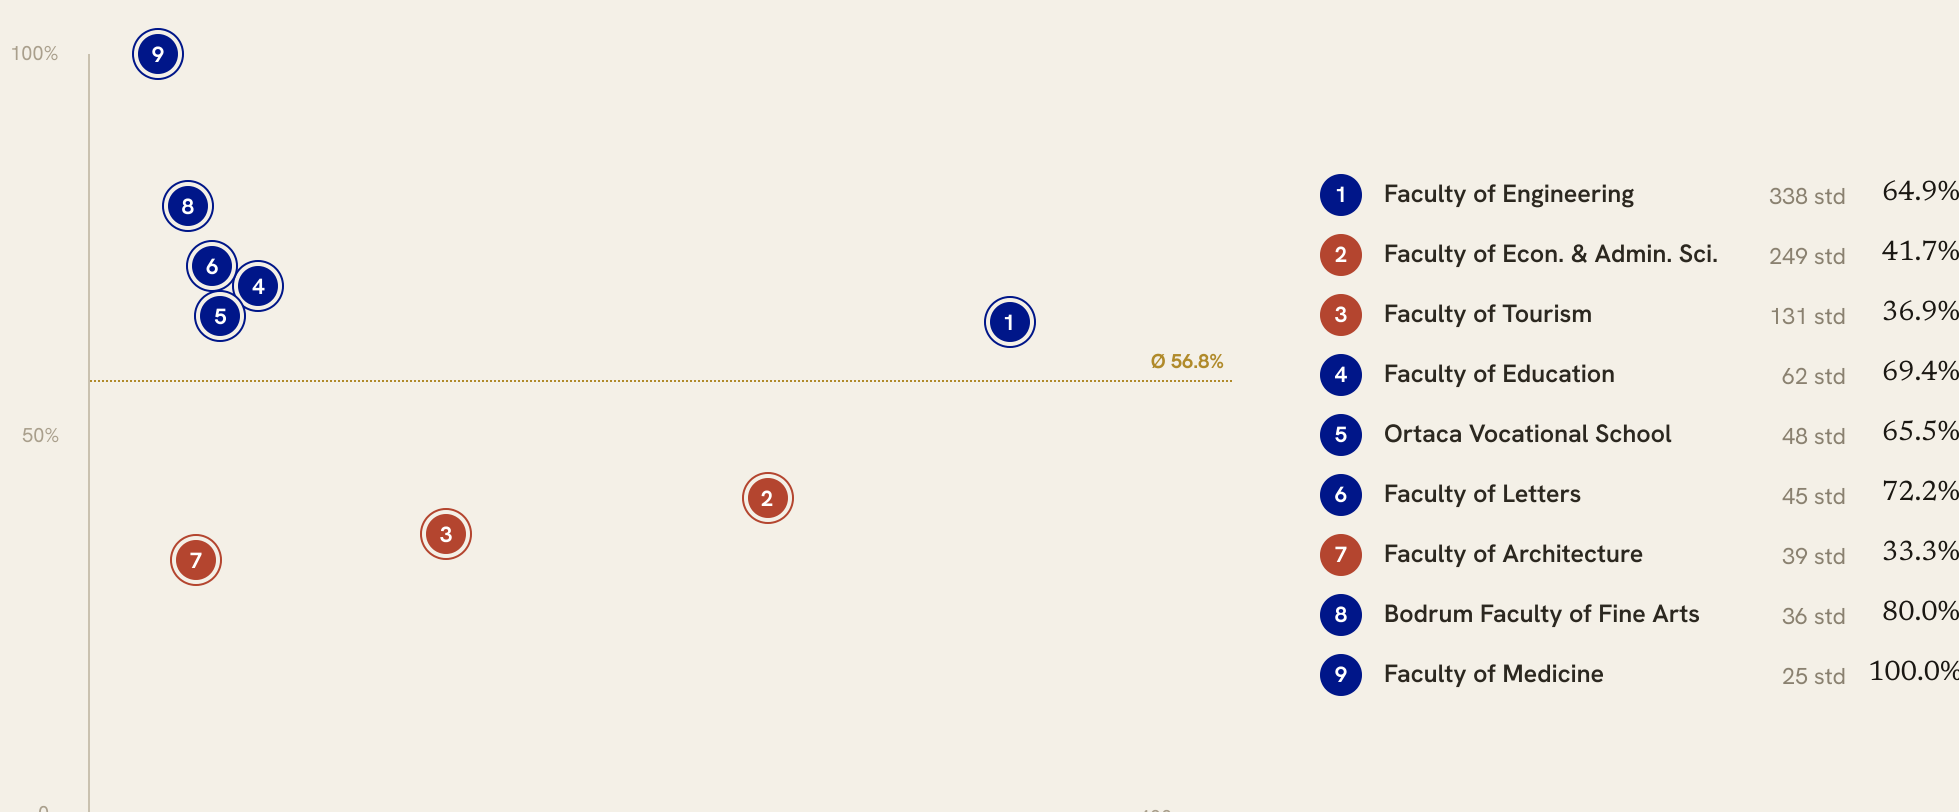 100%
9
8
6
4
5
1
Ø 56.8%
50%
2
3
7
1 Faculty of Engineering 338 std 64.9%
2 Faculty of Econ. & Admin. Sci. 249 std 41.7%
3 Faculty of Tourism 131 std 36.9%
4 Faculty of Education 62 std 69.4%
5 Ortaca Vocational School 48 std 65.5%
6 Faculty of Letters 45 std 72.2%
7 Faculty of Architecture 39 std 33.3%
8 Bodrum Faculty of Fine Arts 36 std 80.0%
9 Faculty of Medicine 25 std 100.0%